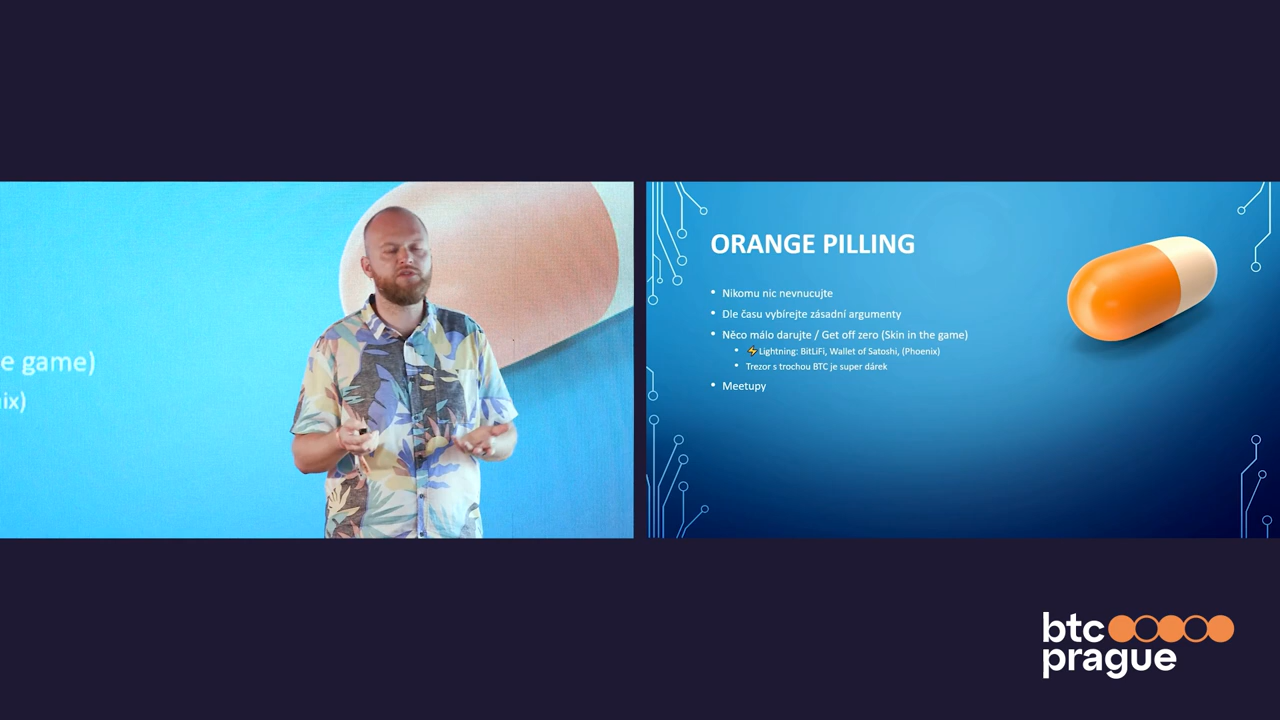 e game)
ix)
ORANGE PILLING
• Nikomu nic nevnucujte
• Dle času vybírejte zásadní argumenty
• Něco málo darujte / Get off zero (Skin in the game)
• ⚡Lightning: BitLiFi, Wallet of Satoshi, (Phoenix)
• Trezor s trochou BTC je super dárek
• Meetupy
btc
prague